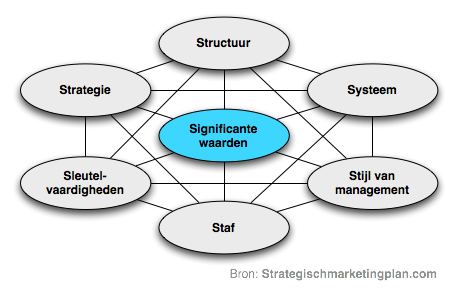 Structuur
Strategie
Systeem
Significante
waarden
Sleutel-
vaardigheden
Stijl van
management
Staf
Bron: Strategischmarketingplan.com